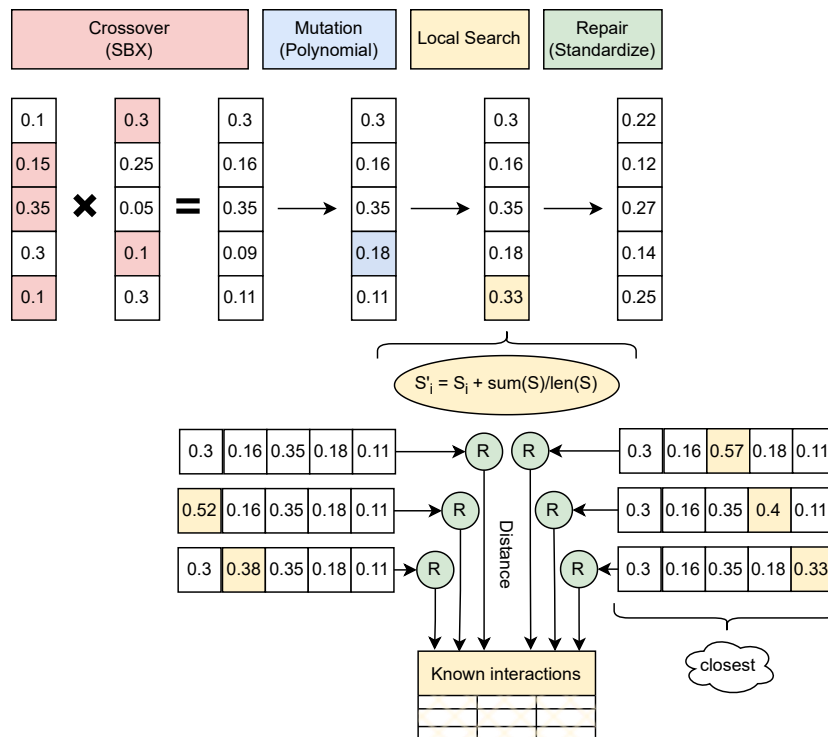 Crossover
(SBX)
Mutation
(Polynomial)
Local Search
Repair
(Standardize)
0.1 0.3 0.3 0.3 0.3 0.22
0.15 0.25 0.16 0.16 0.16 0.12
0.35 × 0.05 = 0.35 0.35 0.35 0.27
0.3 0.1 0.09 0.18 0.18 0.14
0.1 0.3 0.11 0.11 0.33 0.25
S'i = Si + sum(S)/len(S)
0.3 0.16 0.35 0.18 0.11 R R 0.3 0.16 0.57 0.18 0.11
0.52 0.16 0.35 0.18 0.11 R R 0.3 0.16 0.35 0.4 0.11
Distance
0.3 0.38 0.35 0.18 0.11 R R 0.3 0.16 0.35 0.18 0.33
Known interactions
closest